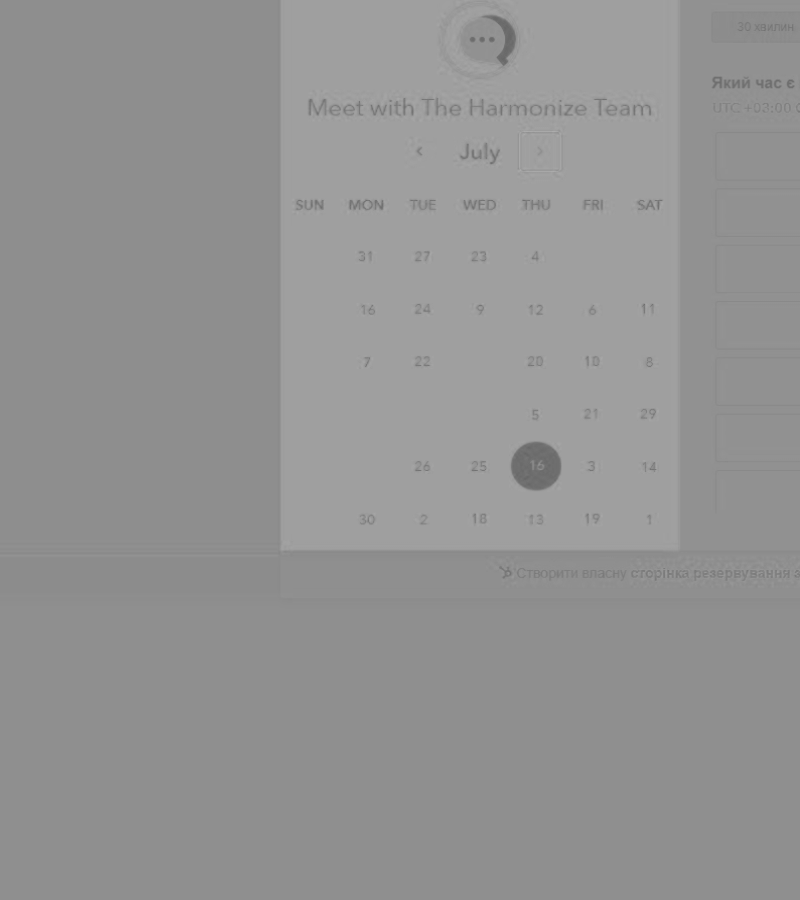 30 хвилин
Meet with The Harmonize Team
Який час є
UTC +03:00
July
SUN MON TUE WED THU FRI SAT
31 27 23 4
16 24 9 12 6 11
7 22 20 10 8
5 21 29
26 25 16 3 14
30 2 18 13 19 1
Створити власну сторінка резервування з